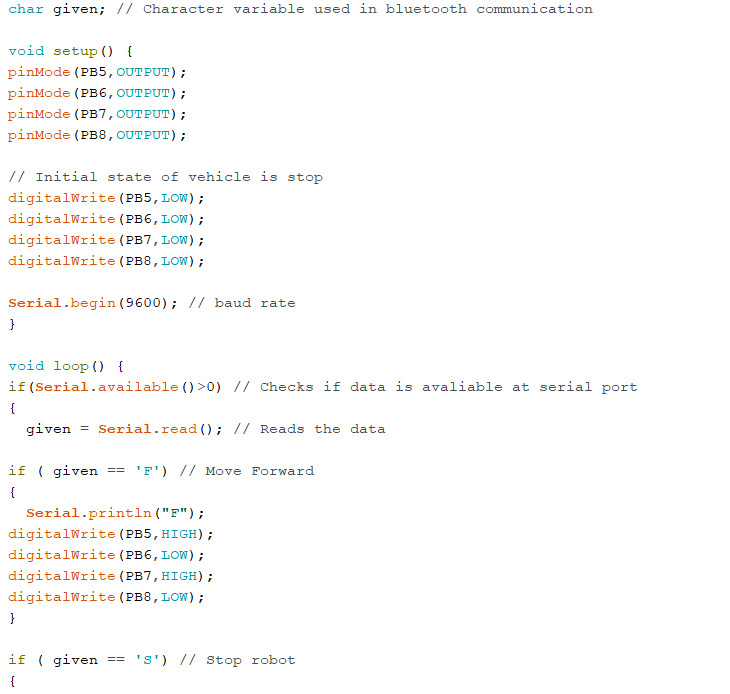 char given; // Character variable used in bluetooth communication
void setup() {
pinMode(PB5,OUTPUT);
pinMode(PB6,OUTPUT);
pinMode(PB7,OUTPUT);
pinMode(PB8,OUTPUT);
// Initial state of vehicle is stop
digitalWrite(PB5,LOW);
digitalWrite(PB6,LOW);
digitalWrite(PB7,LOW);
digitalWrite(PB8,LOW);
Serial.begin(9600); // baud rate
}
void loop() {
if(Serial.available()>0) // Checks if data is avaliable at serial port
{
given = Serial.read(); // Reads the data
if ( given == 'F') // Move Forward
{
Serial.println("F");
digitalWrite(PB5,HIGH);
digitalWrite(PB6,LOW);
digitalWrite(PB7,HIGH);
digitalWrite(PB8,LOW);
}
if ( given == 'S') // Stop robot
{